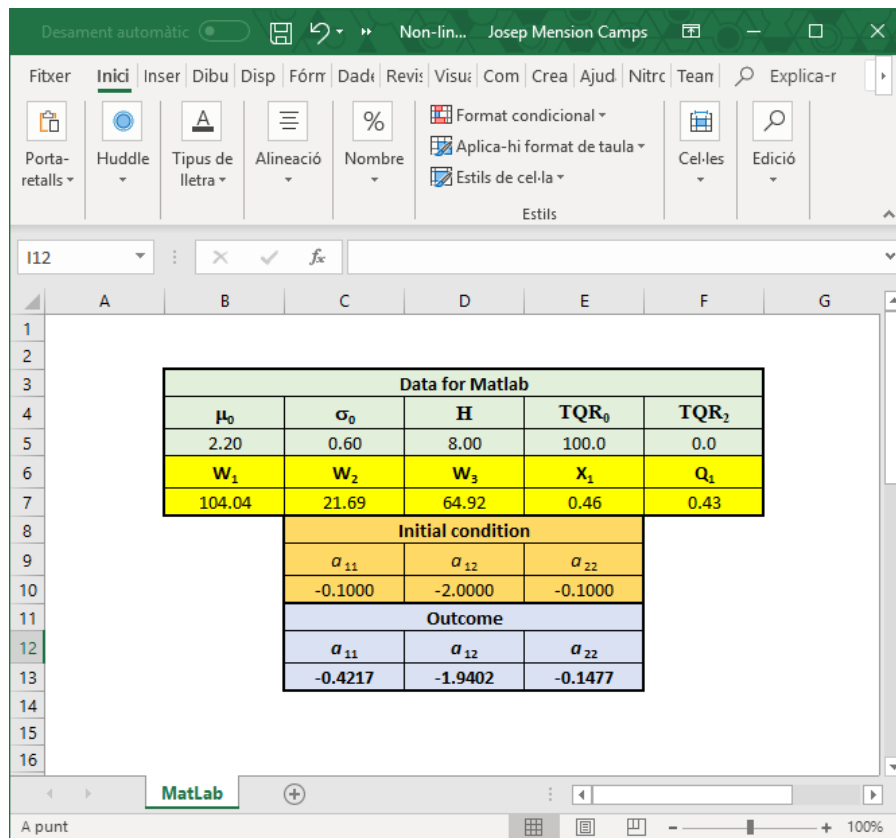 Desament automàtic Non-lin... Josep Mension Camps
Fitxer Inici Inser Dibu Disp Fórm Dade Revis Visua Com Crea Ajud Nitro Team Explica-r
Porta-retalls Huddle Tipus de lletra Alineació % Nombre Format condicional Cel·les Edició
Aplica-hi format de taula
Estils de cel·la
Estils
I12 fx
A B C D E F G
1
2
3 Data for Matlab
4 μ₀ σ₀ H TQR₀ TQR₂
5 2.20 0.60 8.00 100.0 0.0
6 W₁ W₂ W₃ X₁ Q₁
7 104.04 21.69 64.92 0.46 0.43
8 Initial condition
9 a₁₁ a₁₂ a₂₂
10 -0.1000 -2.0000 -0.1000
11 Outcome
12 a₁₁ a₁₂ a₂₂
13 -0.4217 -1.9402 -0.1477
14
15
16
MatLab
A punt 100%